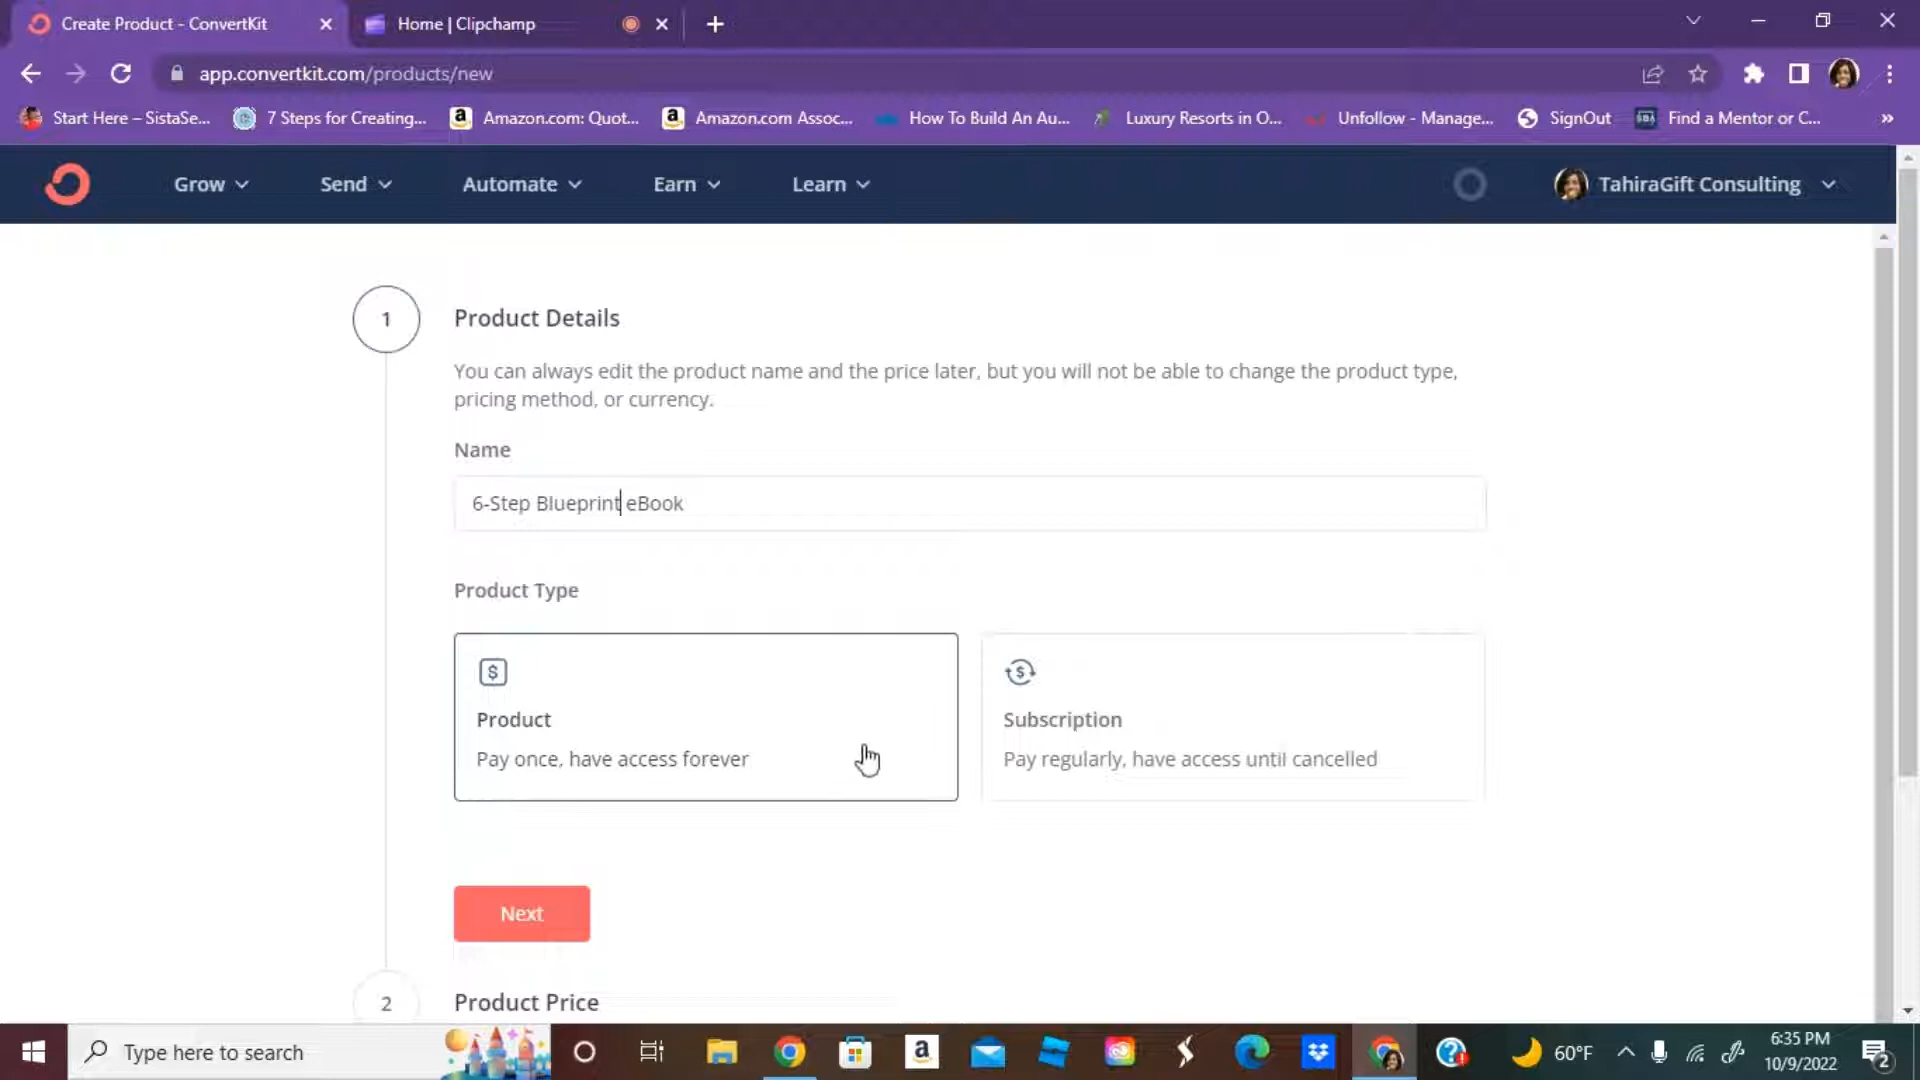 Create Product - ConvertKit
Home | Clipchamp
app.convertkit.com/products/new
Start Here – SistaSe...
7 Steps for Creating...
Amazon.com: Quot...
Amazon.com Assoc...
How To Build An Au...
Luxury Resorts in O...
Unfollow - Manage...
SignOut
Find a Mentor or C...
Grow
Send
Automate
Earn
Learn
TahiraGift Consulting
1
Product Details
You can always edit the product name and the price later, but you will not be able to change the product type,
pricing method, or currency.
Name
6-Step Blueprint eBook
Product Type
Product
Pay once, have access forever
Subscription
Pay regularly, have access until cancelled
Next
2
Product Price
Type here to search
60°F
6:35 PM
10/9/2022
2